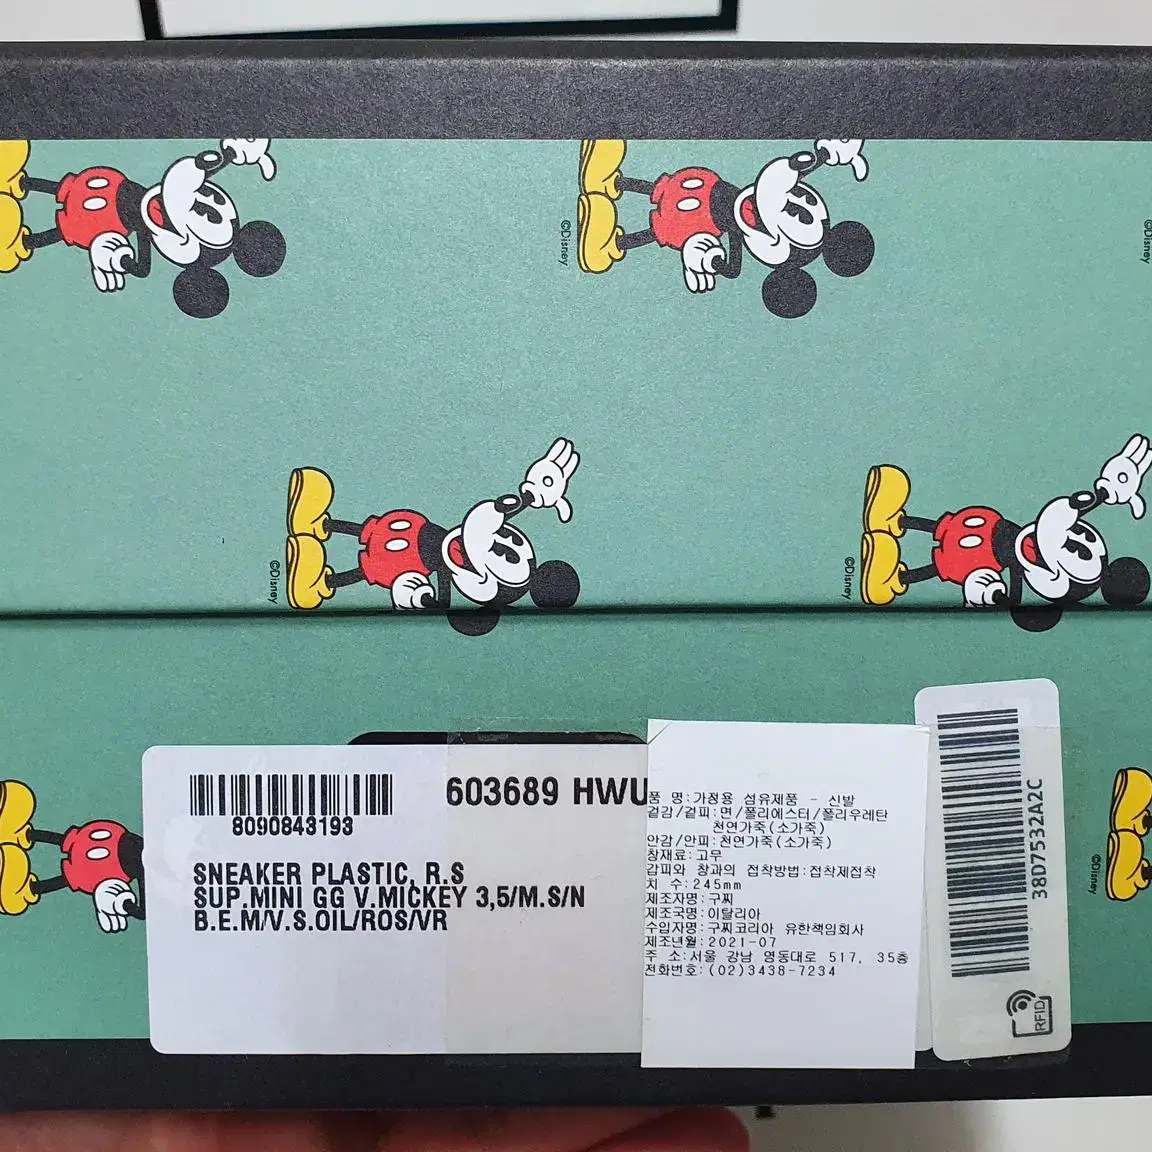 ©Disney
©Disney
©Disney
©Disney
©Disney
8090843193
603689 HWU
SNEAKER PLASTIC, R.S
SUP.MINI GG V.MICKEY 3,5/M.S/N
B.E.M/V.S.OIL/ROS/VR
품 명:가정용 섬유제품 - 신발
겉감/겉피:면/폴리에스터/폴리우레탄
천연가죽(소가죽)
안감/안피:천연가죽(소가죽)
창재료:고무
갑피와 창과의 접착방법:접착제접착
치 수:245mm
제조자명:구찌
제조국명:이탈리아
수입자명:구찌코리아 유한책임회사
제조년월:2021-07
주 소:서울 강남 영동대로 517, 35층
전화번호:(02)3438-7234
38D7532A2C
RFID